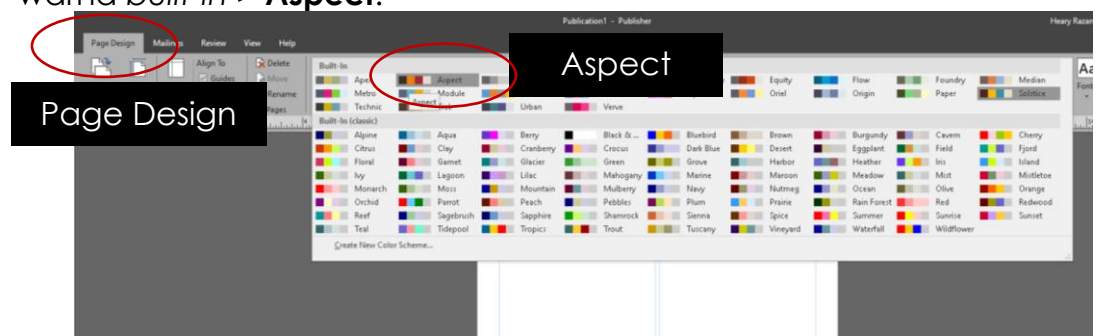 warna built-in > Aspect.
Publication1 - Publisher
Heary Razan
Page Design Mailings Review View Help
Align To
Guides
Delete
Move
Rename
Pages
Aspect
Page Design
Built-In
Aspect Equity Flow Foundry Median
Metro Module Oriel Origin Paper Solstice
Aspect
Technic Urban Verve
Built-In (classic)
Alpine Aqua Berry Black & ... Bluebird Brown Burgundy Cavern Cherry
Citrus Clay Cranberry Crocus Dark Blue Desert Eggplant Field Fjord
Floral Garnet Glacier Green Grove Harbor Heather Iris Island
Ivy Lagoon Lilac Mahogany Marine Maroon Meadow Mist Mistletoe
Monarch Moss Mountain Mulberry Navy Nutmeg Ocean Olive Orange
Orchid Parrot Peach Pebbles Plum Prairie Rain Forest Red Redwood
Reef Sagebrush Sapphire Shamrock Sienna Spice Summer Sunrise Sunset
Teal Tidepool Tropics Trout Tuscany Vineyard Waterfall Wildflower
Create New Color Scheme...
Aa
Font